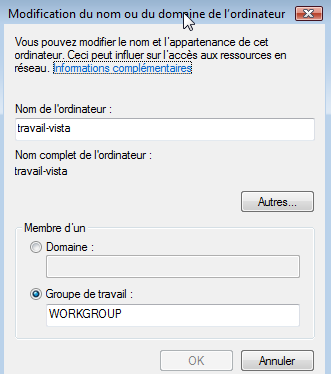 Modification du nom ou du domaine de l'ordinateur
Vous pouvez modifier le nom et l'appartenance de cet
ordinateur. Ceci peut influer sur l'accès aux ressources en
réseau. Informations complémentaires
Nom de l'ordinateur :
travail-vista
Nom complet de l'ordinateur :
travail-vista
Autres...
Membre d'un
Domaine :
Groupe de travail :
WORKGROUP
OK
Annuler